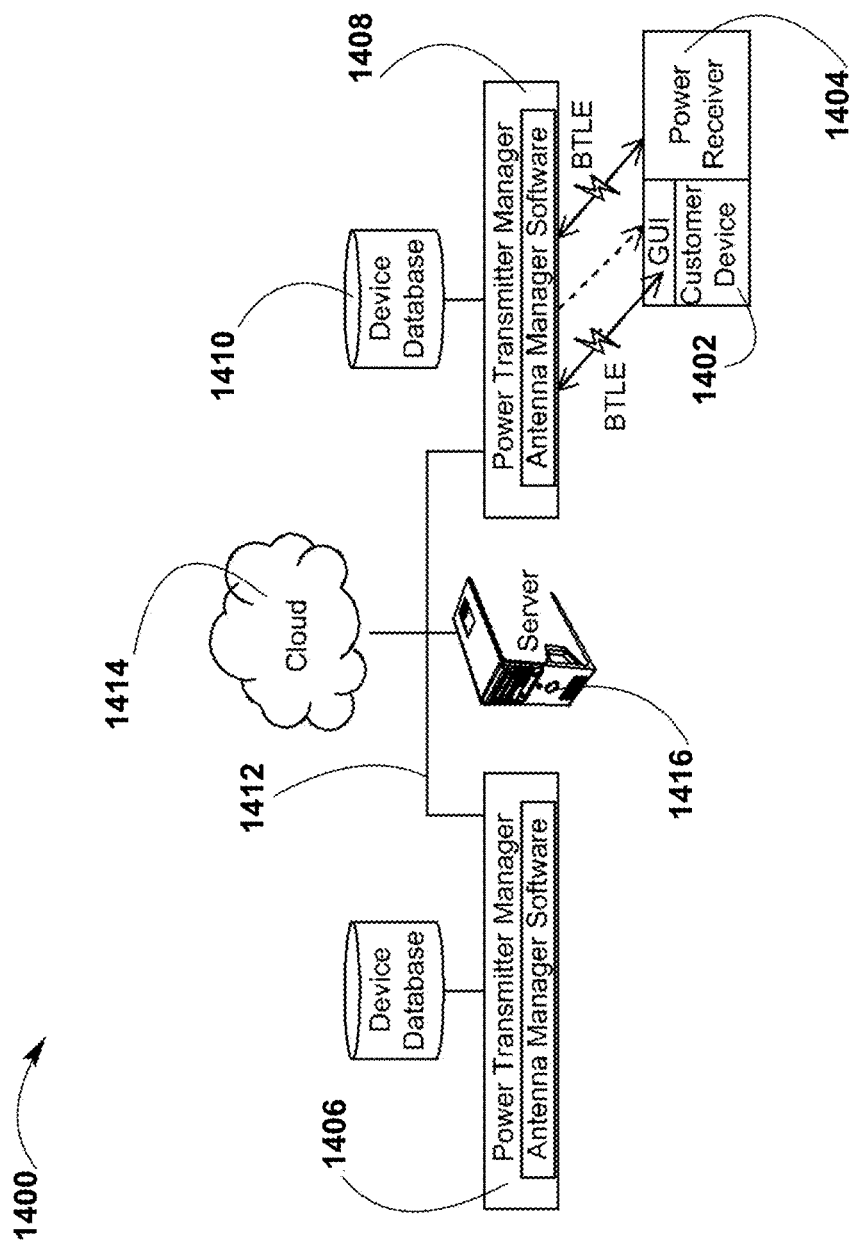 1400
1414
Cloud
1410
Device
Database
1408
1412
Device
Database
1406
Power Transmitter Manager
Antenna Manager Software
Server
1416
Power Transmitter Manager
Antenna Manager Software
BTLE
BTLE
GUI
Customer
Device
Power
Receiver
1402
1404